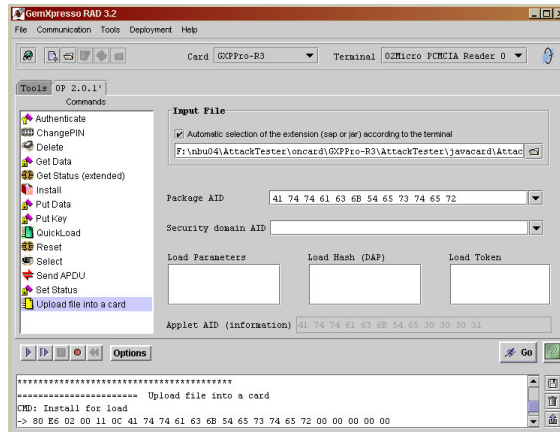 GemXpresso RAD 3.2
File Communication Tools Deployment Help
Card GXPPro-R3 Terminal O2Micro PCMCIA Reader 0
Tools OP 2.0.1'
Commands
Authenticate
ChangePIN
Delete
Get Data
Get Status (extended)
Install
Put Data
Put Key
QuickLoad
Reset
Select
Send APDU
Set Status
Upload file into a card
Input File
Automatic selection of the extension (sap or jar) according to the terminal
F:\nbu04\AttackTester\oncard\GXPPro-R3\AttackTester\javacard\Attac
Package AID 41 74 74 61 63 6B 54 65 73 74 65 72
Security domain AID
Load Parameters Load Hash (DAP) Load Token
Applet AID (information) 41 74 74 61 63 6B 54 65 30 30 30 31
Options Go
*****************************************
======================= Upload file into a card
CMD: Install for load
-> 80 E6 02 00 11 0C 41 74 74 61 63 6B 54 65 73 74 65 72 00 00 00 00 00